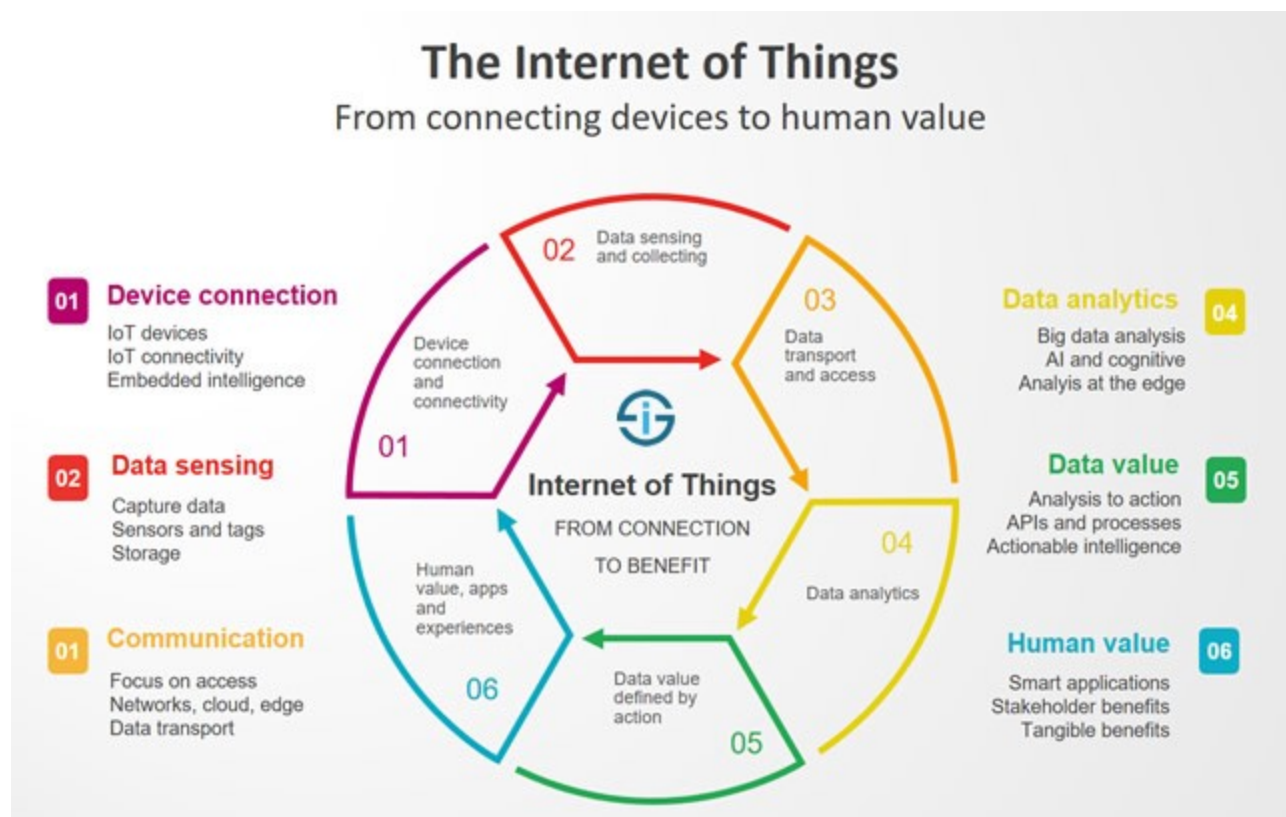 The Internet of Things
From connecting devices to human value
01
Device connection
IoT devices
IoT connectivity
Embedded intelligence
02
Data sensing
Capture data
Sensors and tags
Storage
01
Communication
Focus on access
Networks, cloud, edge
Data transport
01
Device
connection
and
connectivity
02
Data sensing
and collecting
03
Data
transport
and access
04
Data analytics
05
Data value
defined by
action
06
Human
value, apps
and
experiences
Internet of Things
FROM CONNECTION
TO BENEFIT
Data analytics
04
Big data analysis
AI and cognitive
Analyis at the edge
Data value
05
Analysis to action
APIs and processes
Actionable intelligence
Human value
06
Smart applications
Stakeholder benefits
Tangible benefits